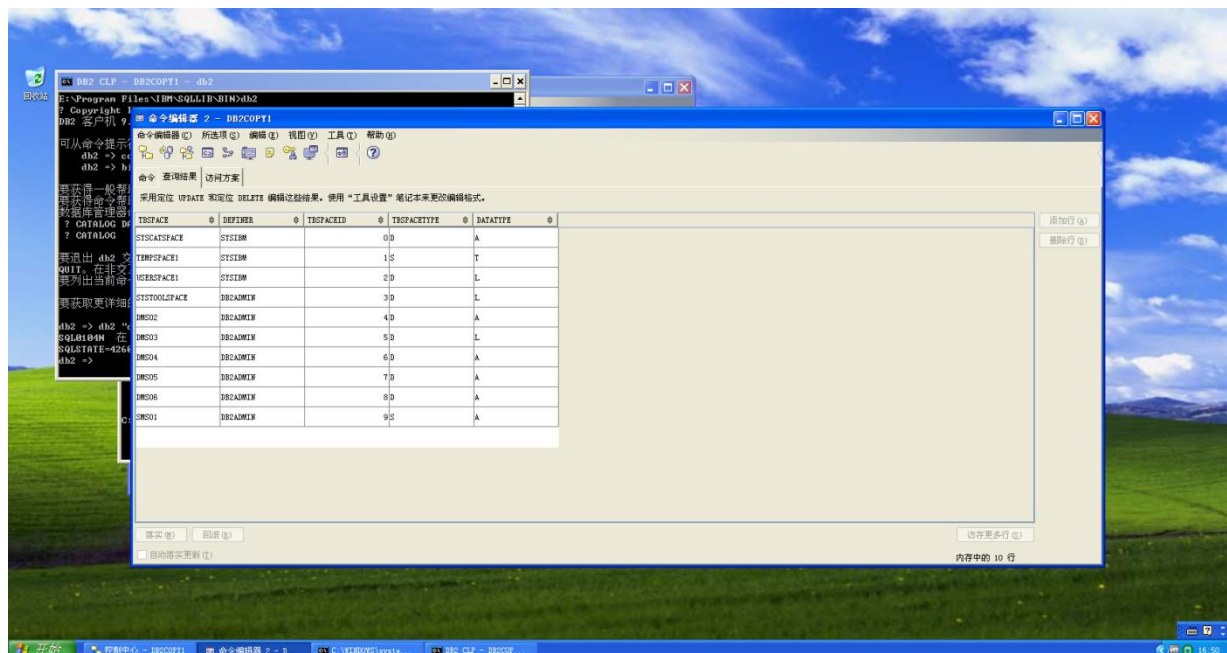 回收站
DB2 CLP - DB2COPY1 - db2
E:\Program Files\IBM\SQLLIB\BIN>db2
? Copyright
DB2 客户机 9.
可从命令提示
db2 =>
db2 =>
要获得一般帮
要获得命令帮
数据库管理器
? CATALOG
? CATALOG
要退出 db2
QUIT。在非交
要列出当前命
要获取更详细
db2 => db2
SQL0104N 在
db2 =>
命令编辑器 2 - DB2COPY1
命令编辑器(C) 所选项(S) 编辑(E) 视图(V) 工具(T) 帮助(H)
命令 查询结果 访问方案
采用定位 UPDATE 和定位 DELETE 编辑这些结果。使用“工具设置”笔记本来更改编辑格式。
TBSPACE DEFINER TBSPACEID TBSPACETYPE DATATYPE
SYSCATSPACE SYSIBM 0 D A
TEMPSPACE1 SYSIBM 1 S T
USERSPACE1 SYSIBM 2 D L
SYSTOOLSPACE DB2ADMIN 3 D L
DMS02 DB2ADMIN 4 D A
DMS03 DB2ADMIN 5 D L
DMS04 DB2ADMIN 6 D A
DMS05 DB2ADMIN 7 D A
DMS06 DB2ADMIN 8 D A
SMS01 DB2ADMIN 9 S A
添加行(A)
删除行(D)
落实(M) 回滚(R)
访存更多行(G)
自动落实更新(T)
内存中的 10 行
开始 控制中心 - DB2COPY1 命令编辑器 2 - D C:\WINDOWS\syste... DB2 CLP - DB2COP...
16:50